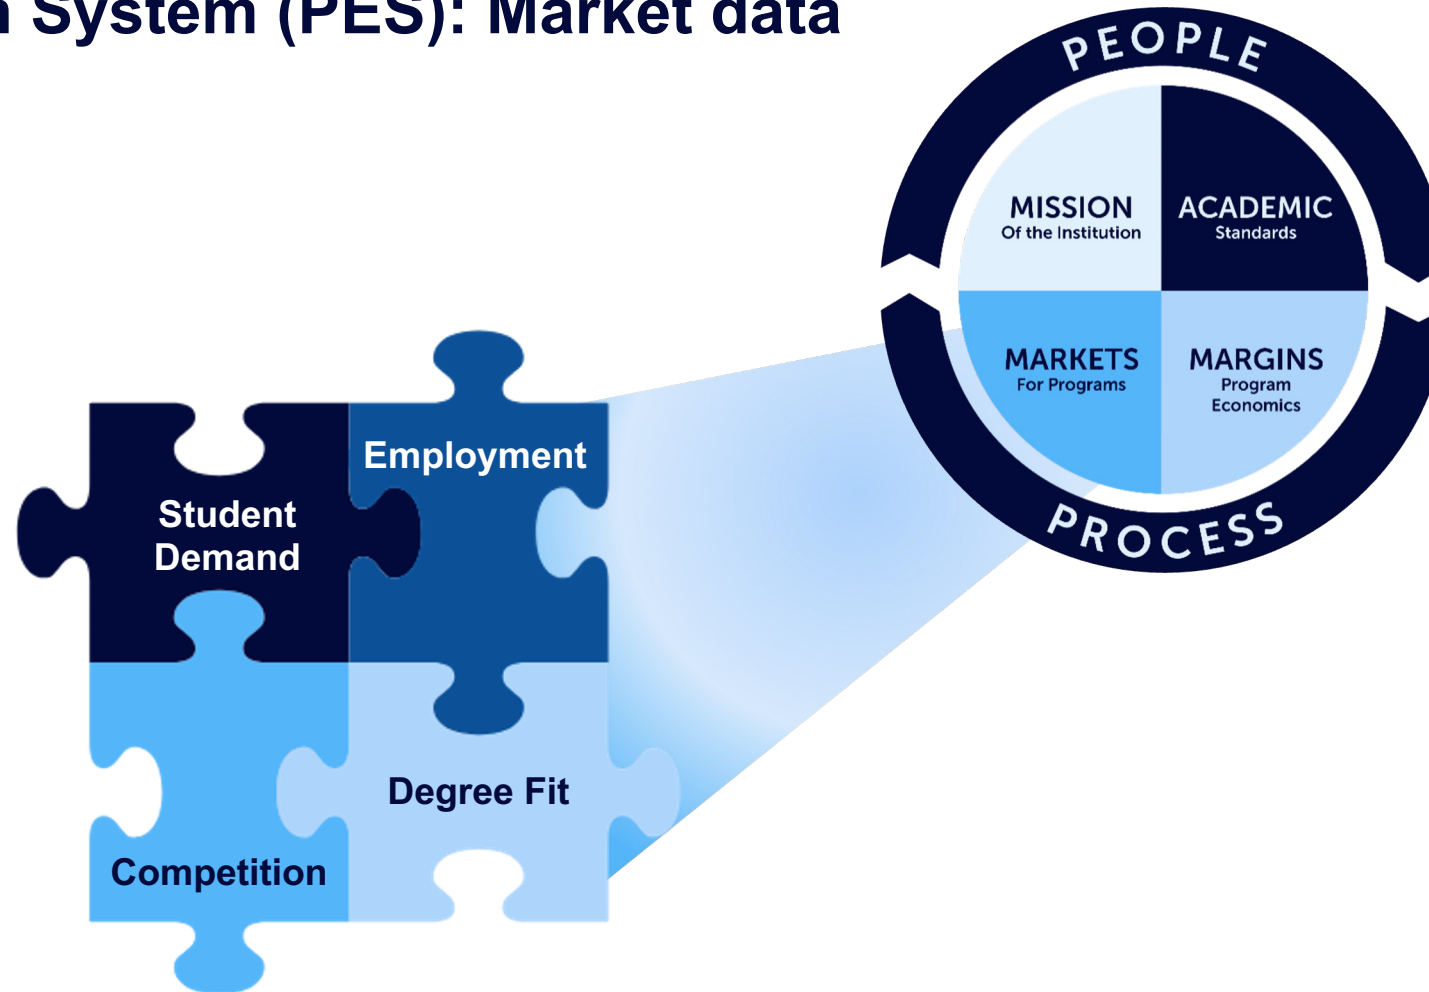 System (PES): Market data
PEOPLE
MISSION
Of the Institution
ACADEMIC
Standards
MARKETS
For Programs
MARGINS
Program
Economics
PROCESS
Employment
Student
Demand
Degree Fit
Competition